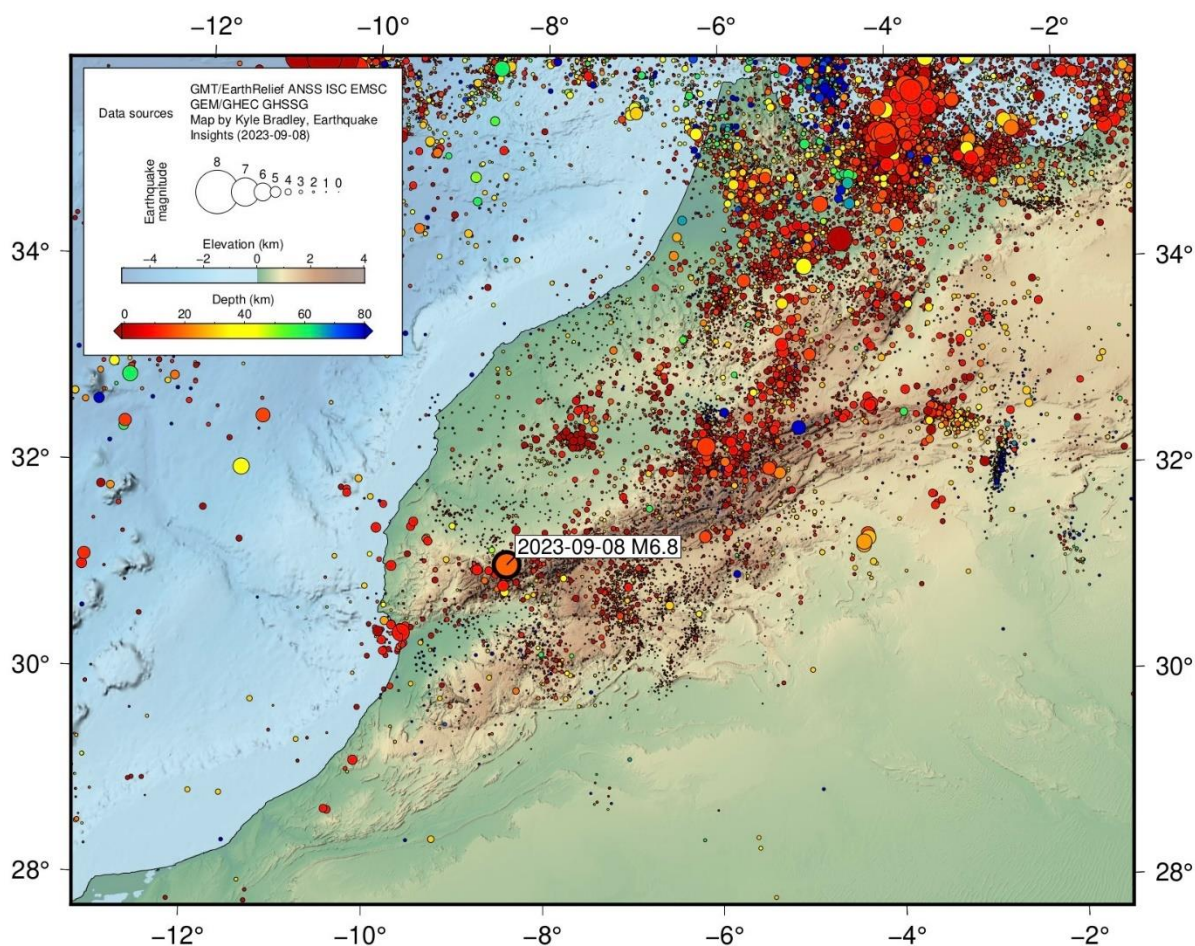 −12° −10° −8° −6° −4° −2°
Data sources
GMT/EarthRelief ANSS ISC EMSC
GEM/GHEC GHSSG
Map by Kyle Bradley, Earthquake
Insights (2023-09-08)
Earthquake
magnitude
8 7 6 5 4 3 2 1 0
Elevation (km)
−4 −2 0 2 4
Depth (km)
0 20 40 60 80
34° 34°
32° 32°
2023-09-08 M6.8
30° 30°
28° 28°
−12° −10° −8° −6° −4° −2°